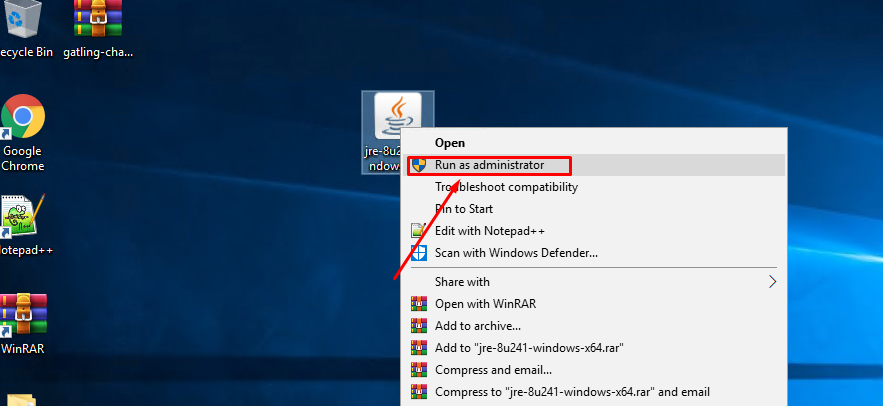 ecycle Bin
gatling-cha...
Google
Chrome
otepad++
WinRAR
jre-8u2
ndow
Open
Run as administrator
Troubleshoot compatibility
Pin to Start
Edit with Notepad++
Scan with Windows Defender...
Share with
Open with WinRAR
Add to archive...
Add to "jre-8u241-windows-x64.rar"
Compress and email...
Compress to "jre-8u241-windows-x64.rar" and email